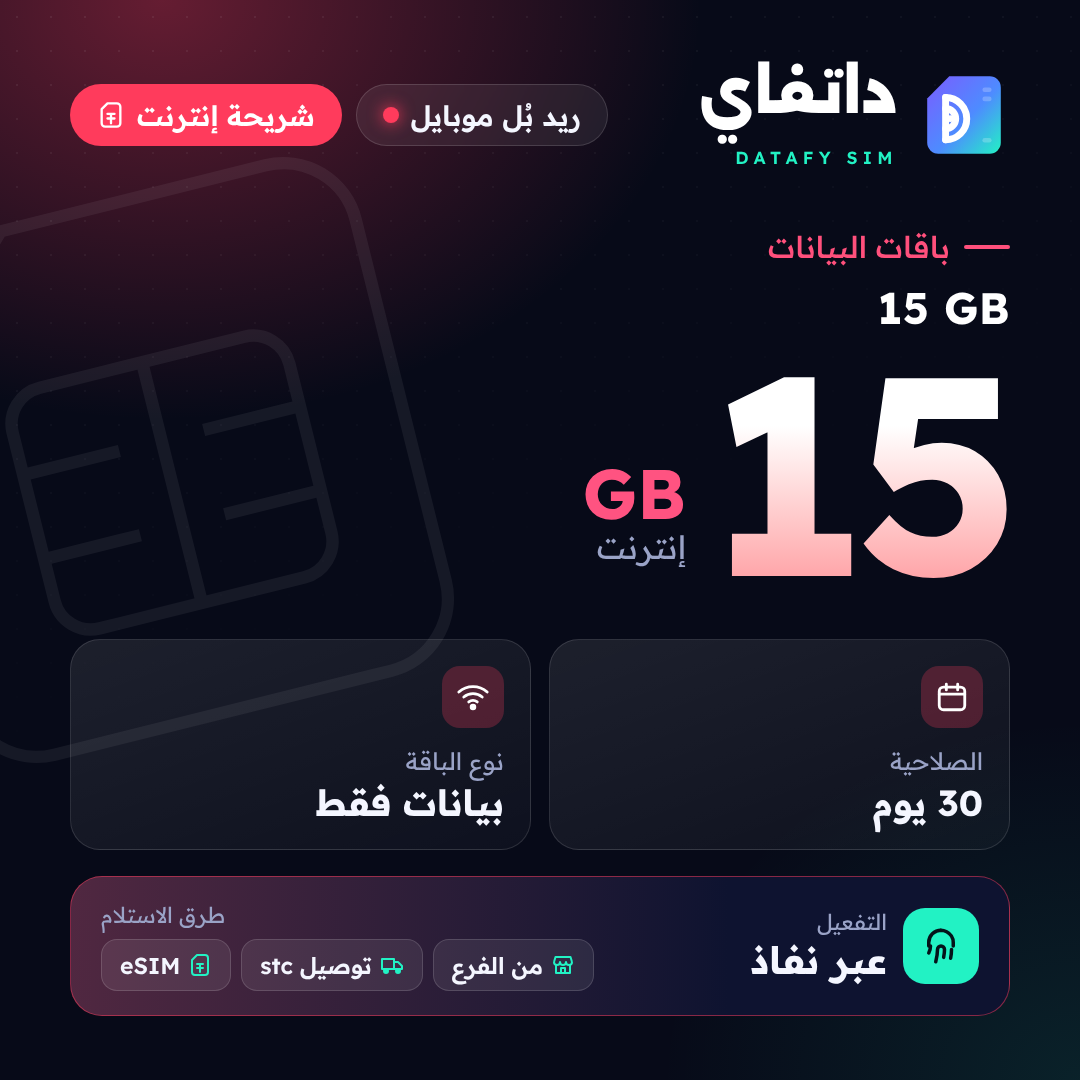 داتفاي
DATAFY SIM
ريد بُل موبايل
شريحة إنترنت
باقات البيانات
15 GB
15
GB
إنترنت
الصلاحية
30 يوم
نوع الباقة
بيانات فقط
التفعيل
عبر نفاذ
طرق الاستلام
من الفرع
توصيل stc
eSIM